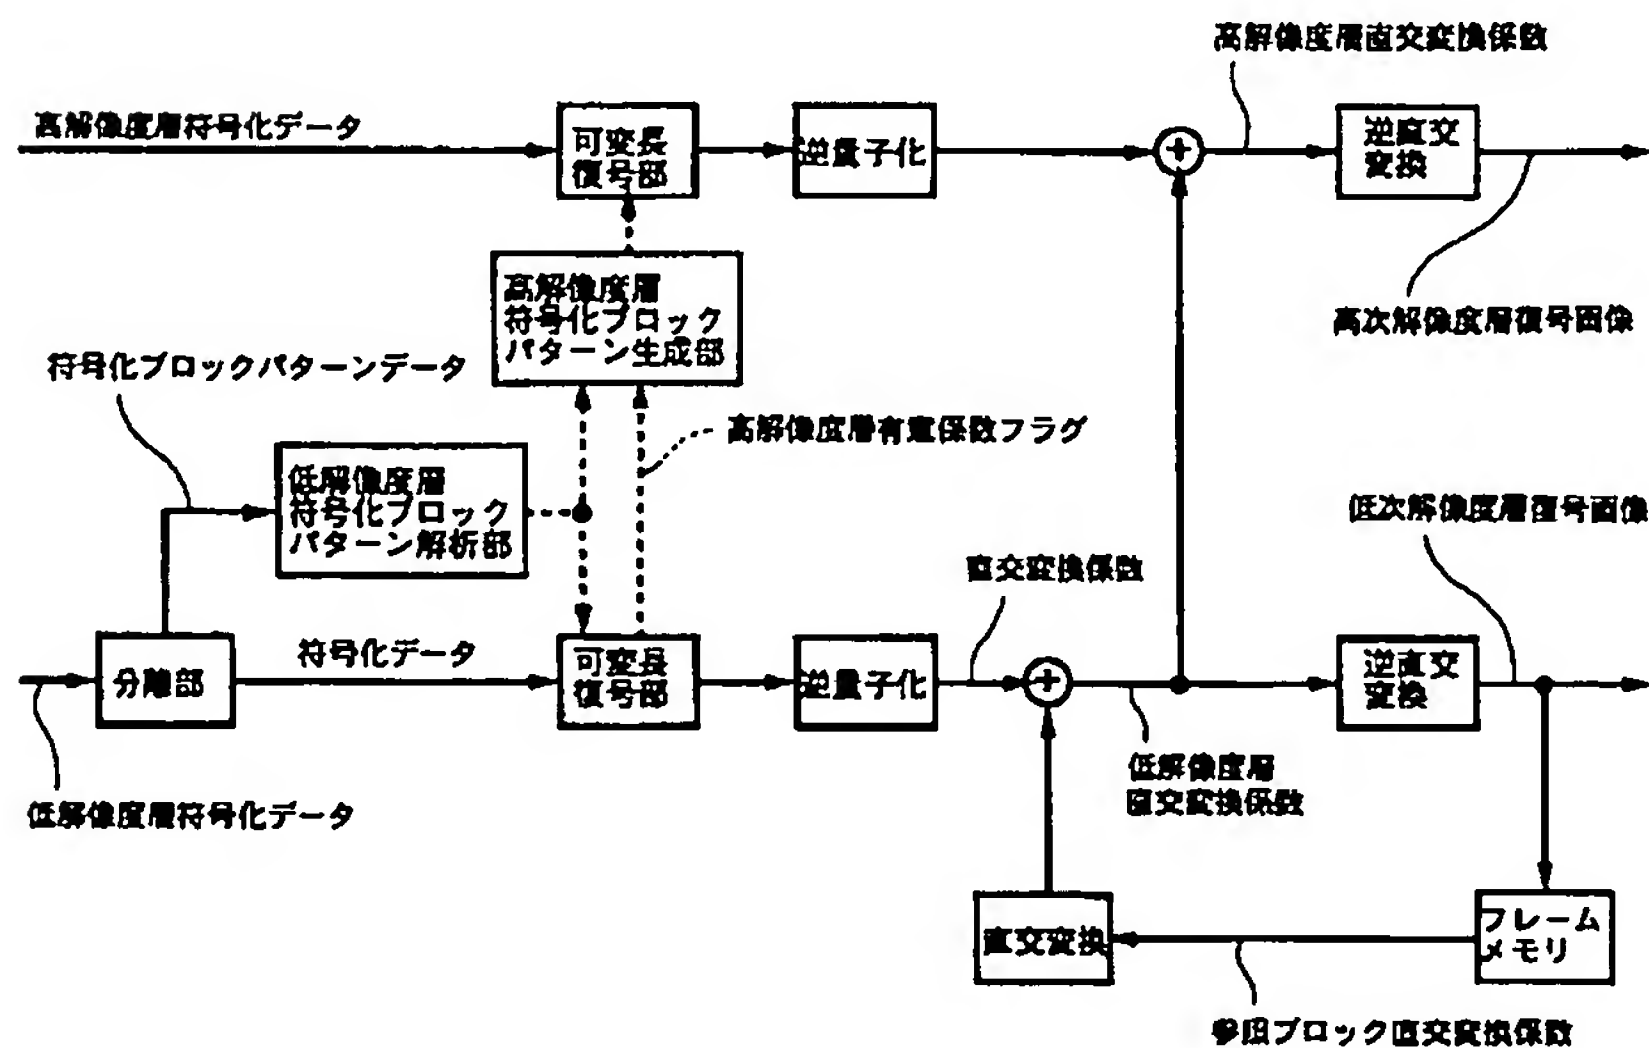 高解像度層直交変換係数
高解像度層符号化データ
可変長
復号部
逆量子化
逆直交
変換
高解像度層
符号化ブロック
パターン生成部
高次解像度層復号画像
符号化ブロックパターンデータ
高解像度層有意係数フラグ
低解像度層
符号化ブロック
パターン解析部
低次解像度層復号画像
直交変換係数
分離部
符号化データ
可変長
復号部
逆量子化
逆直交
変換
低解像度層
直交変換係数
低解像度層符号化データ
直交変換
フレーム
メモリ
参照ブロック直交変換係数